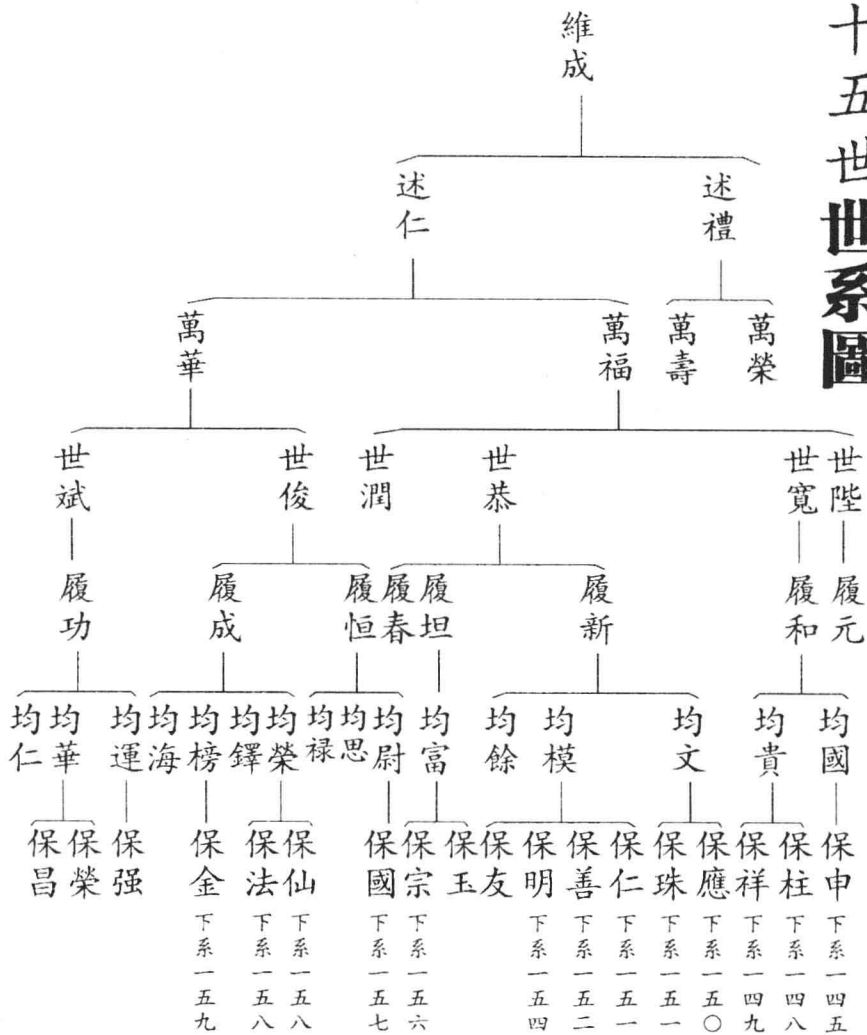 十五世世系圖
維成
述禮
述仁
萬榮
萬壽
萬福
萬華
世陛
世寬
世恭
世潤
世俊
世斌
履元
履和
履新
履坦
履春
履恒
履成
履功
均國
均貴
均文
均模
均餘
均富
均尉
均思
均禄
均榮
均鐸
均榜
均海
均運
均華
均仁
保申下系一四五
保柱下系一四八
保祥下系一四九
保應下系一五〇
保珠下系一五一
保仁下系一五一
保善下系一五二
保明下系一五四
保友
保玉
保宗下系一五六
保國下系一五七
保仙下系一五八
保法下系一五八
保金下系一五九
保强
保榮
保昌